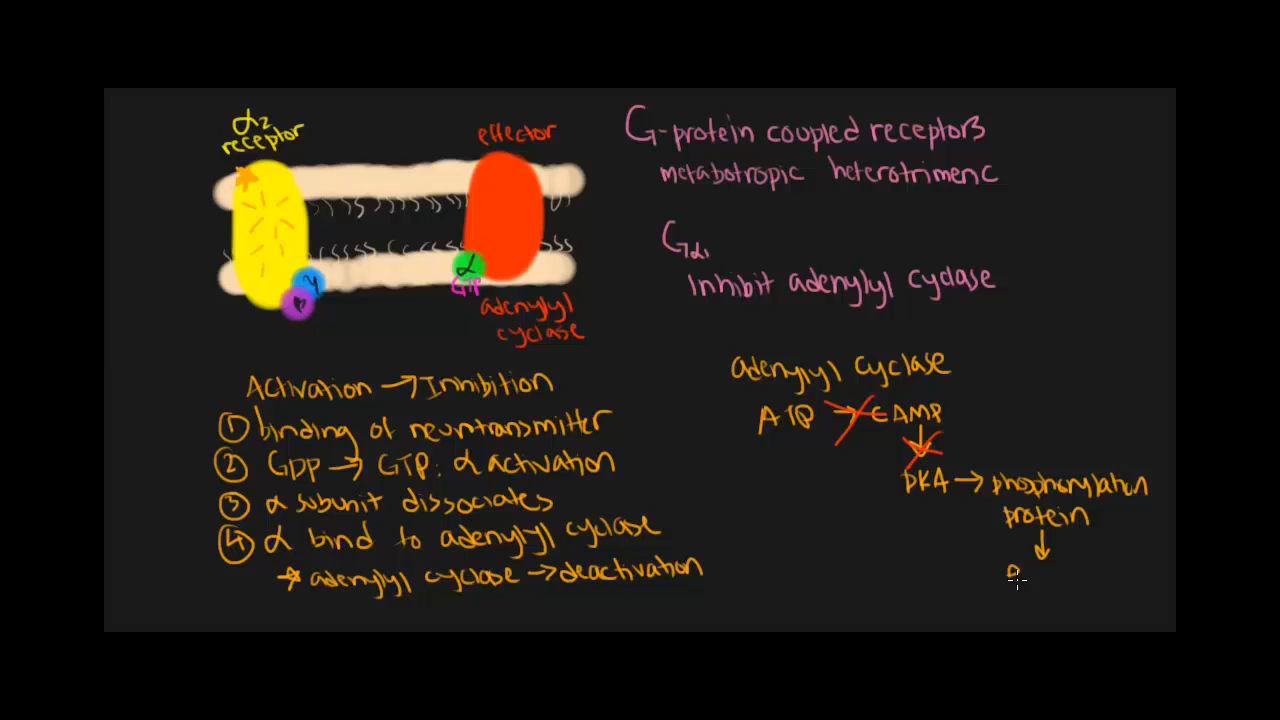 α2
receptor
effector
α
GTP
γ
β
adenylyl
cyclase
G-protein coupled receptors
metabotropic heterotrimeric
Gαi
Inhibit adenylyl cyclase
Activation → Inhibition
① binding of neurotransmitter
② GDP → GTP: α activation
③ α subunit dissociates
④ α bind to adenylyl cyclase
* adenylyl cyclase → deactivation
adenylyl cyclase
ATP → cAMP
↓
PKA → phosphorylation
protein
↓